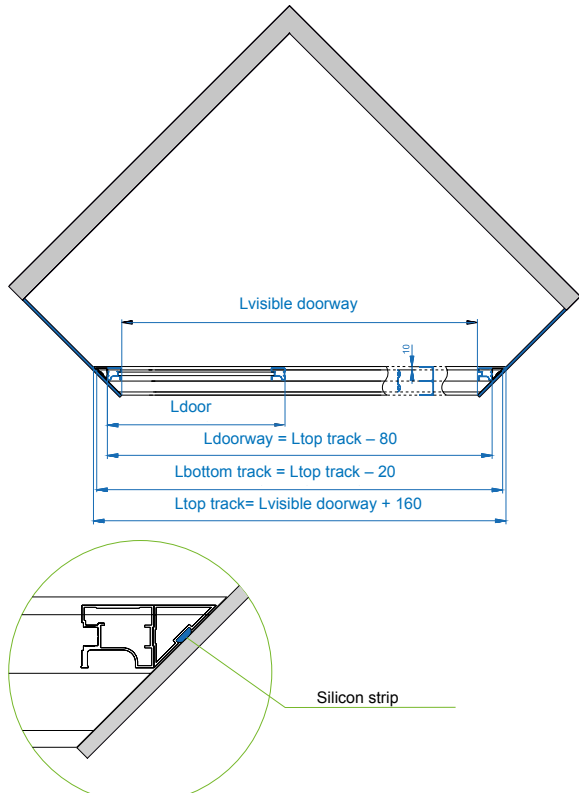 Lvisible doorway
10
Ldoor
Ldoorway = Ltop track – 80
Lbottom track = Ltop track – 20
Ltop track= Lvisible doorway + 160
Silicon strip